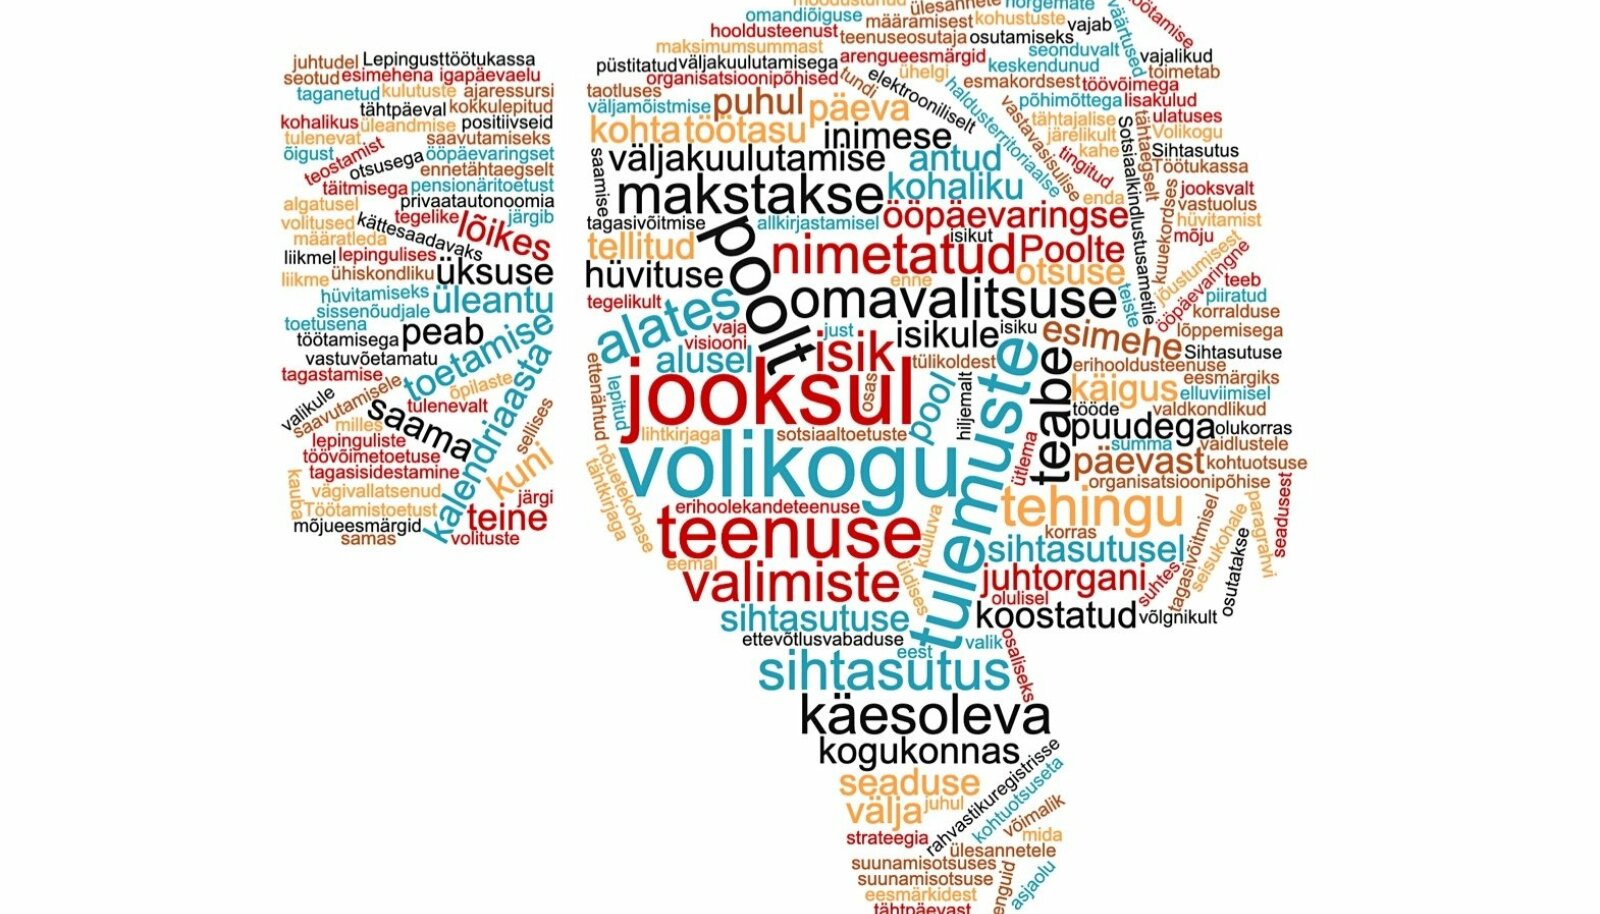 juhtudel Lepingusttöötukassa
seotud esimehena igapäevaelu
taganetud kulutuste ajaressursi
tähtpäeval kokkulepitud
kohalikus üleandmise positiivseid
tulenevat saavutamiseks
õigust teostamist otsusega ööpäevaringset
ennetähtaegselt
täitmisega pensionäritoetust
algatusel privaatautonoomia
volitused tegelike järgib
määratleda kättesaadavaks lõikes
liikmel lepingulises
liikme ühiskondliku üksuse
hüvitamiseks üleantu
sissenõudjale
toetusena peab
töötamisega toetamise
vastuvõetamatu
tagastamise õpilaste
valikule saavutamisele saama tulenevalt
milles kalendriaasta sellises
lepinguliste
töövõimetoetuse kuni
tagasisidestamine
kauba vägivallatsenud järgi
Töötamistoetust teine
mõjueesmärgid
samas volituste
ülesannete
omandiõiguse määramisest kohustuste vajab väärtused töötamise
hooldusteenust teenuseosutaja osutamiseks
maksimumsummast arengueesmärgid seonduvalt vajalikud
püstitatud väljakuulutamisega keskendunud toimetab
organisatsioonipõhised tundi ühelgi esmakordsest töövõimega
taotluses elektrooniliselt haldusterritoriaalse põhimõttega lisakulud
väljamõistmise puhul päeva vastavasisulise tähtajalise ulatuses
kohta töötasu inimese järelikult Volikogu
saamise väljakuulutamise antud tingitud kahe Sihtasutus
Sotsiaalkindlustusametile tähtaegselt Töötukassa
makstakse kohaliku enda jooksvalt
vastuolus
tagasivõitmise allkirjastamisel ööpäevaringse kuunekordses hüvitamist
poolt isikut mõju
tellitud nimetatud Poolte jõustumisest
hüvituse enne otsuse teiste ööpäevaringne teeb
tegelikult omavalitsuse piiratud
korralduse
alates vaja just isikule isiku esimehe lõppemisega
visiooni isik
alusel tülikoldest Sihtasutuse
ettenähtud lepitud jooksul osas pool hiljemalt tulemuste teabe erihooldusteenuse
käigus eesmärgiks
elluviimisel
tööde valdkondlikud
lihtkirjaga sotsiaaltoetuste puudega olukorras
nõuetekohase volikogu ütlema summa vaidlustele
tähtkirjaga päevast kohtuotsuse
organisatsioonipõhise
erihoolekandeteenuse tehingu tagasivõitmisel seisukohale paragrahvi seadusest
teenuse kuuluva korras
eemal sihtasutusel osutatakse
valimiste üldises juhtorgani suhtes
olulisel
sihtasutuse koostatud võlgnikult
ettevõtlusvabaduse valik
eest osaliseks
sihtasutus
käesoleva
kogukonnas rahvastikuregistrisse
seaduse kohtuotsuseta
välja juhul võimalik
strateegia mida
ülesannetele
suunamisotsuses
suunamisotsuse asjaolu
eesmärkidest
tähtpäevast